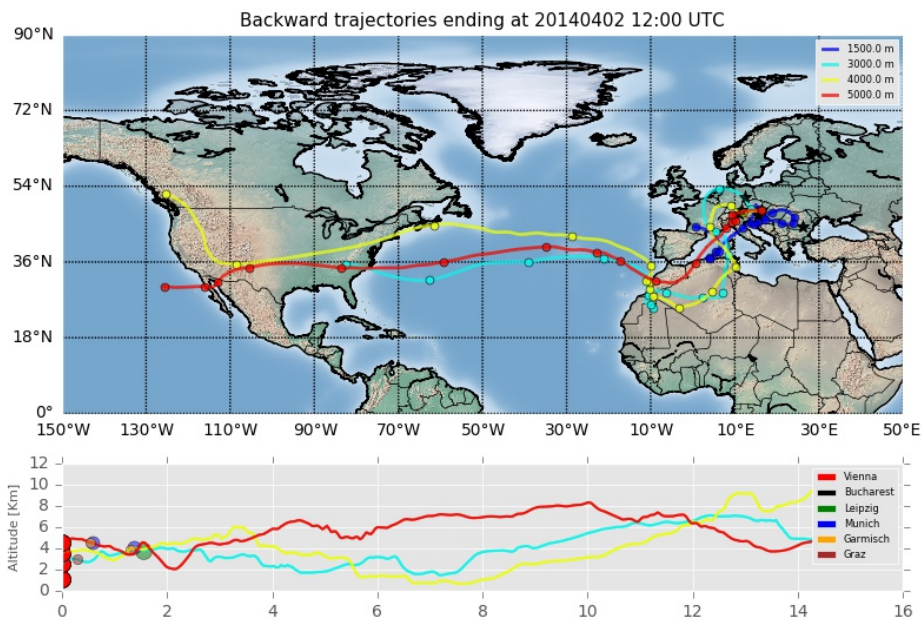 Backward trajectories ending at 20140402 12:00 UTC
90°N
1500.0 m
3000.0 m
4000.0 m
5000.0 m
72°N
54°N
36°N
18°N
0°
150°W 130°W 110°W 90°W 70°W 50°W 30°W 10°W 10°E 30°E 50°E
12
10
8
6
4
2
0
Altitude [Km]
Vienna
Bucharest
Leipzig
Munich
Garmisch
Graz
0 2 4 6 8 10 12 14 16